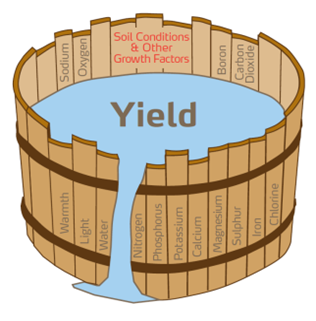 Soil Conditions
& Other
Growth Factors
Sodium
Oxygen
Boron
Carbon
Dioxide
Yield
Warmth
Light
Water
Nitrogen
Phosphorus
Potassium
Calcium
Magnesium
Sulphur
Iron
Chlorine